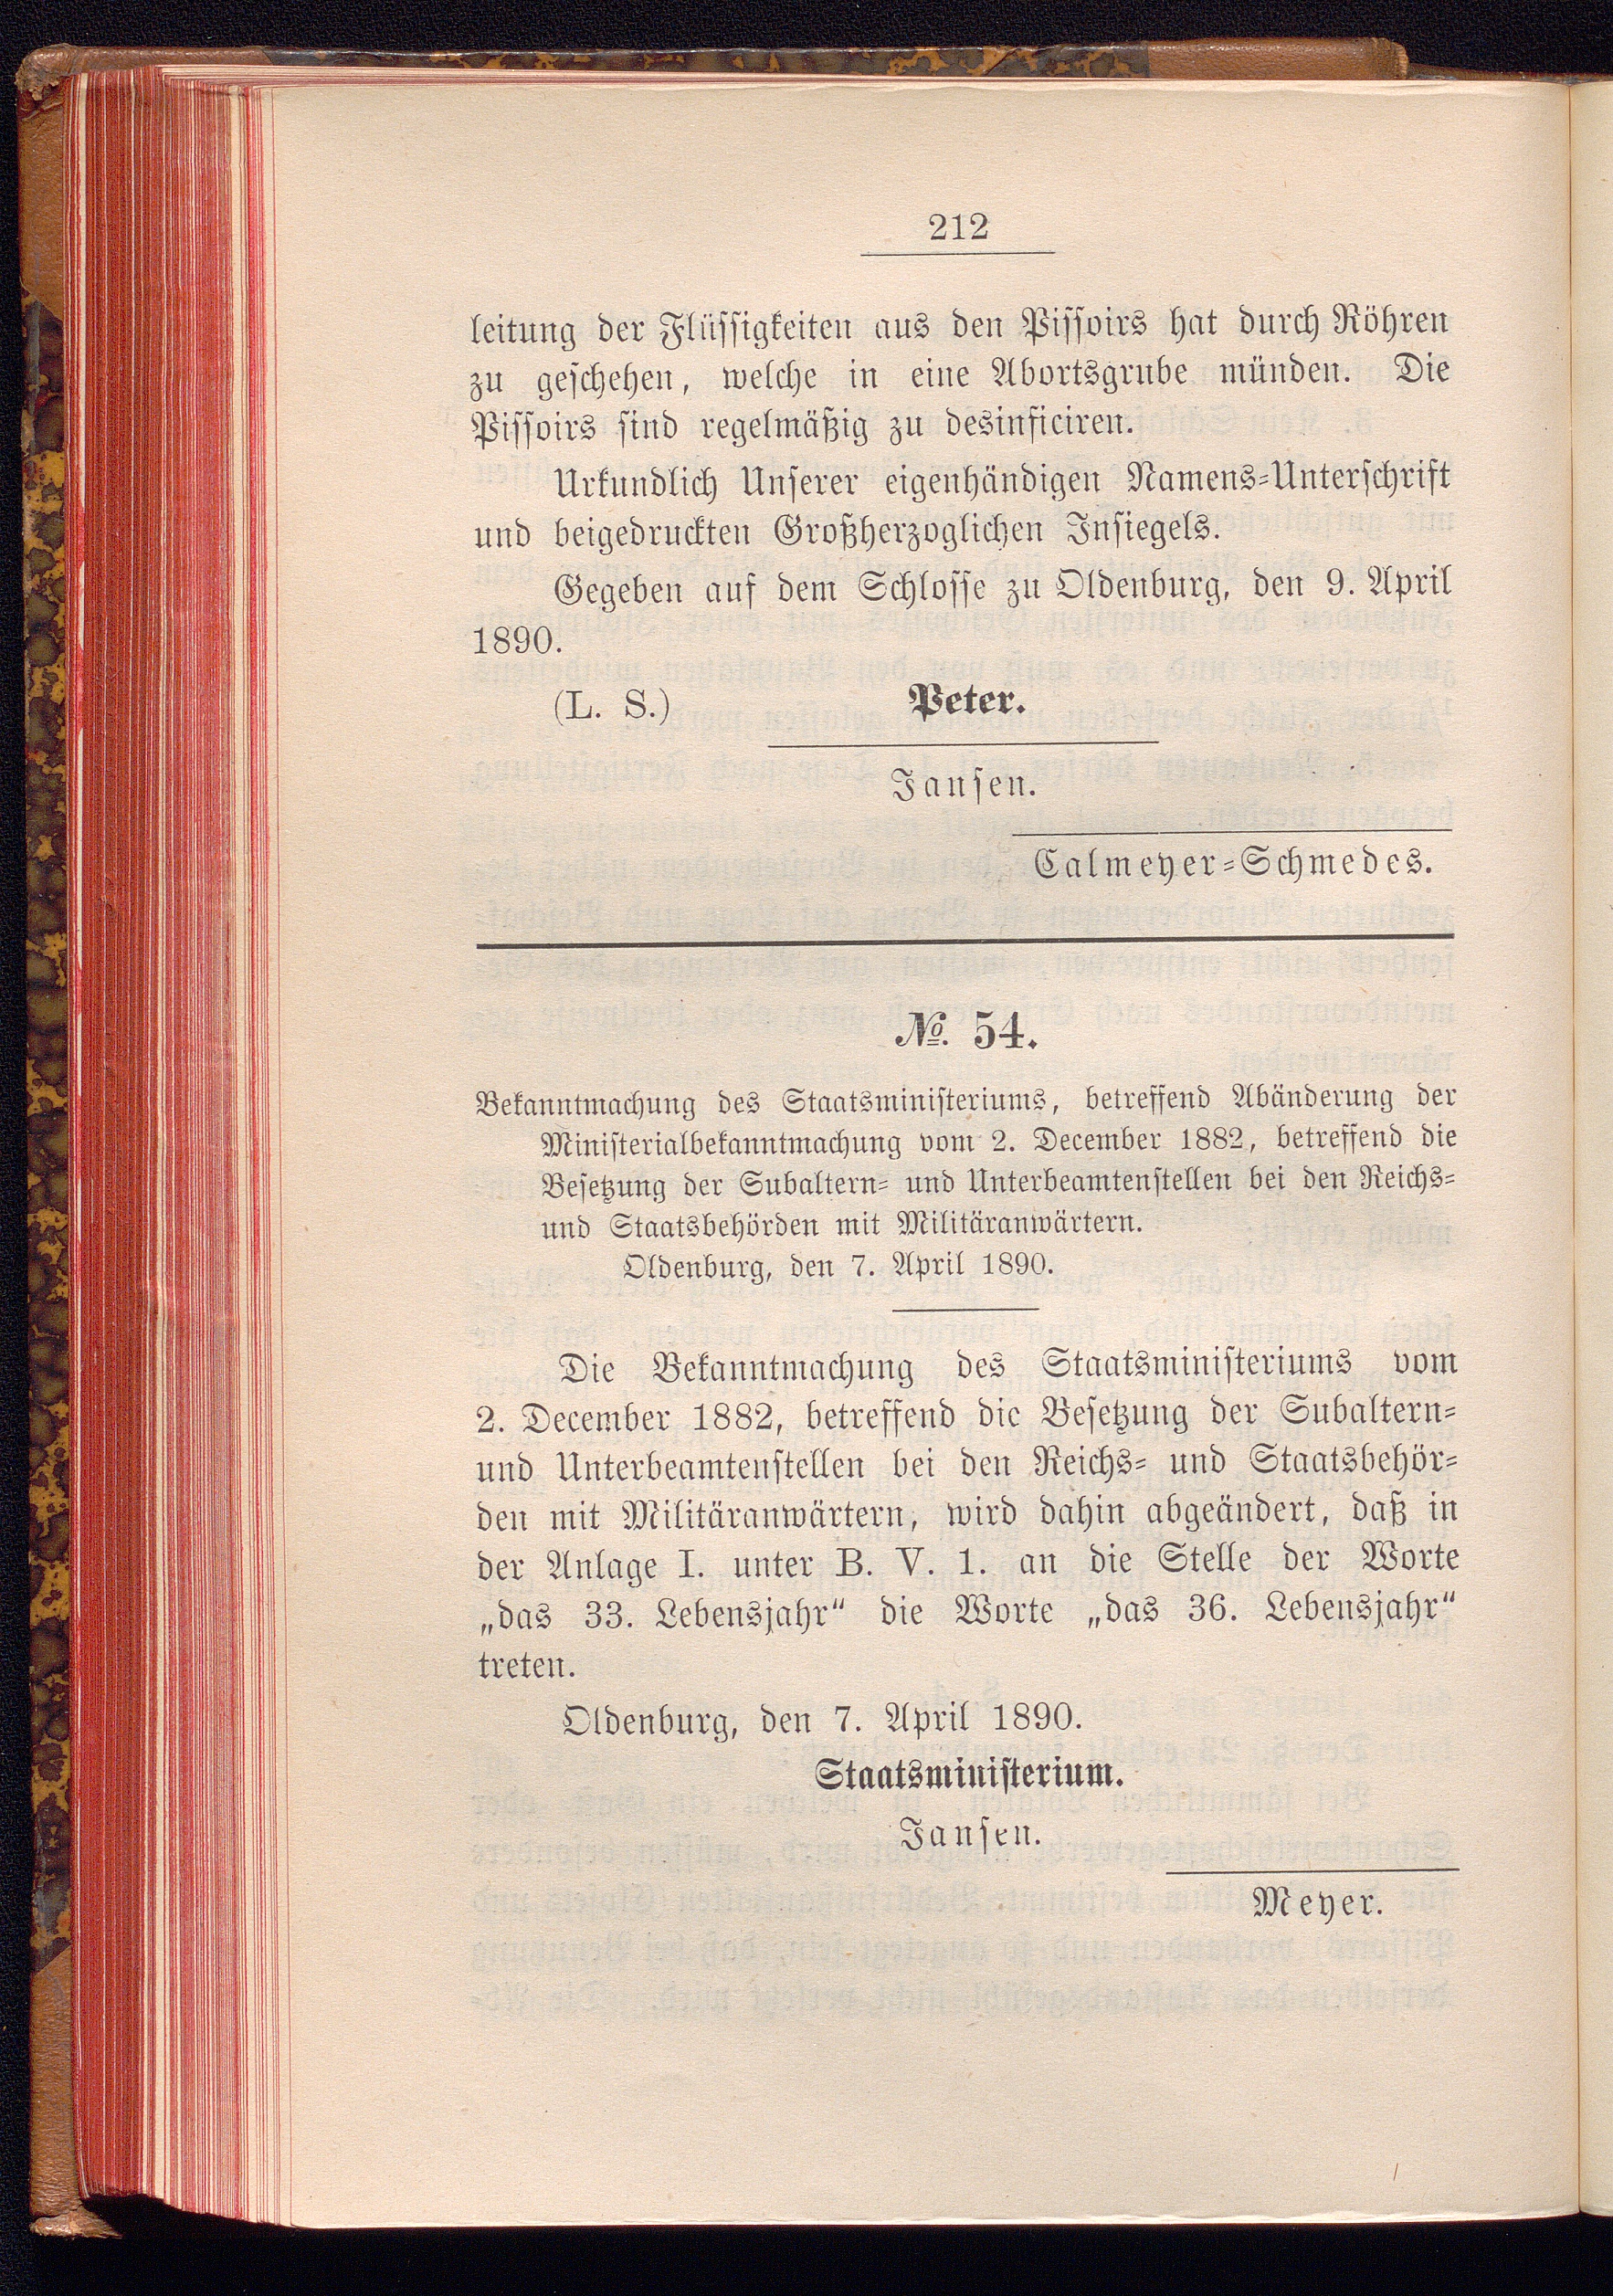 212
leitung der Flüssigkeiten aus den Pissoirs hat durch Röhren
zu geschehen, welche in eine Abortsgrube münden. Die
Pissoirs sind regelmäßig zu desinficiren.
Urkundlich Unserer eigenhändigen Namens-Unterschrift
und beigedruckten Großherzoglichen Insiegels.
Gegeben auf dem Schlosse zu Oldenburg, den 9. April
1890.
(L. S.) Peter.
Jansen.
Calmeyer-Schmedes.
№. 54.
Bekanntmachung des Staatsministeriums, betreffend Abänderung der
Ministerialbekanntmachung vom 2. December 1882, betreffend die
Besetzung der Subaltern- und Unterbeamtenstellen bei den Reichs-
und Staatsbehörden mit Militäranwärtern.
Oldenburg, den 7. April 1890.
Die Bekanntmachung des Staatsministeriums vom
2. December 1882, betreffend die Besetzung der Subaltern-
und Unterbeamtenstellen bei den Reichs- und Staatsbehör-
den mit Militäranwärtern, wird dahin abgeändert, daß in
der Anlage I. unter B. V. 1. an die Stelle der Worte
„das 33. Lebensjahr“ die Worte „das 36. Lebensjahr“
treten.
Oldenburg, den 7. April 1890.
Staatsministerium.
Jansen.
Meyer.